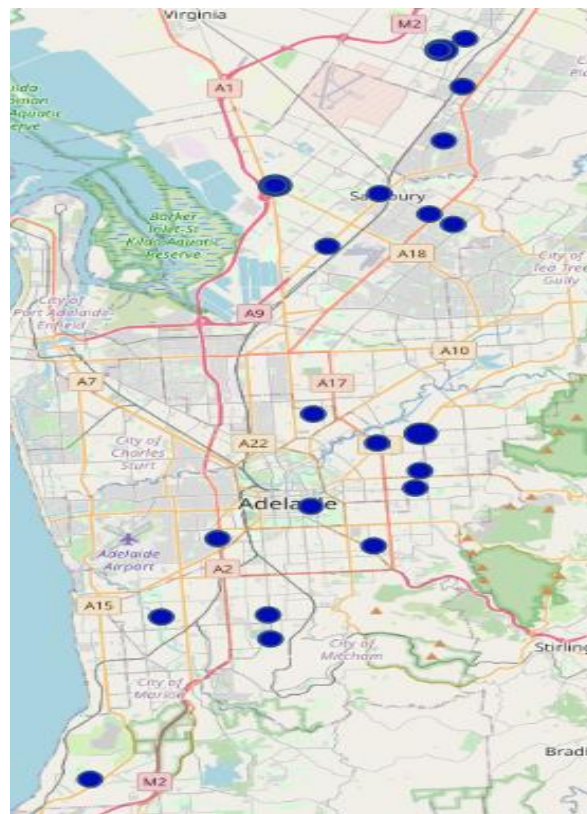 Virginia
M2
A1
Aquatic
Barker
Inlet-St
Kilda Aquatic
Reserve
A18
City of
Tea Tree
Gully
City of
Port Adelaide
Enfield
A9
A10
A7
A17
City of
Charles
Sturt
A22
Adelaide
Adelaide
Airport
A2
A15
City of
Mitcham
Stirling
City of
Marion
Bradb
M2